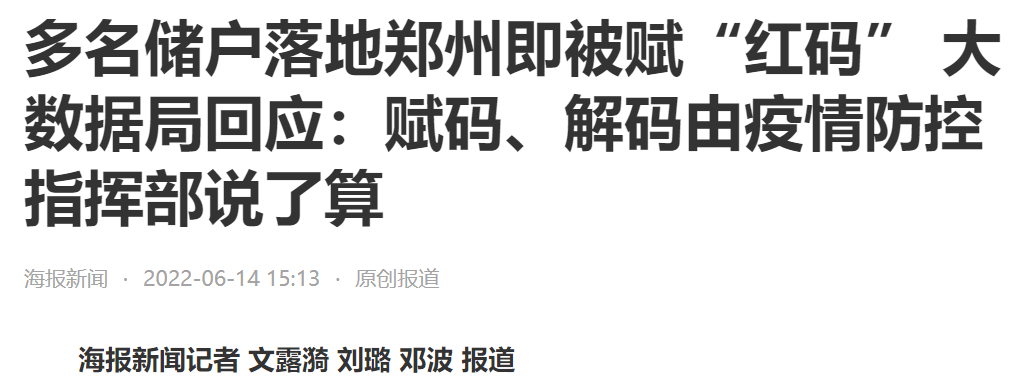 多名储户落地郑州即被赋“红码” 大
数据局回应：赋码、解码由疫情防控
指挥部说了算
海报新闻 · 2022-06-14 15:13 · 原创报道
海报新闻记者 文露漪 刘璐 邓波 报道